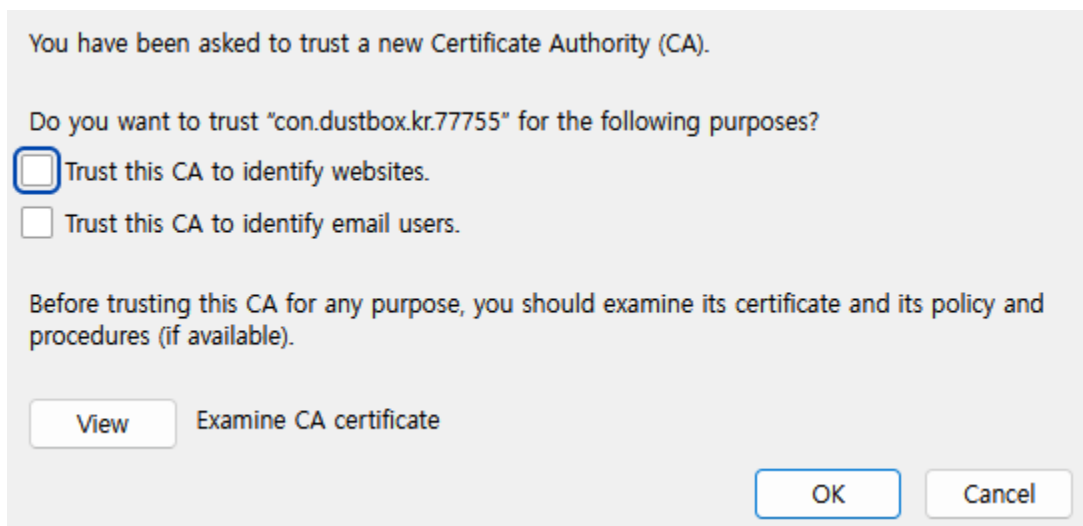 You have been asked to trust a new Certificate Authority (CA).
Do you want to trust “con.dustbox.kr.77755” for the following purposes?
Trust this CA to identify websites.
Trust this CA to identify email users.
Before trusting this CA for any purpose, you should examine its certificate and its policy and
procedures (if available).
View Examine CA certificate
OK Cancel